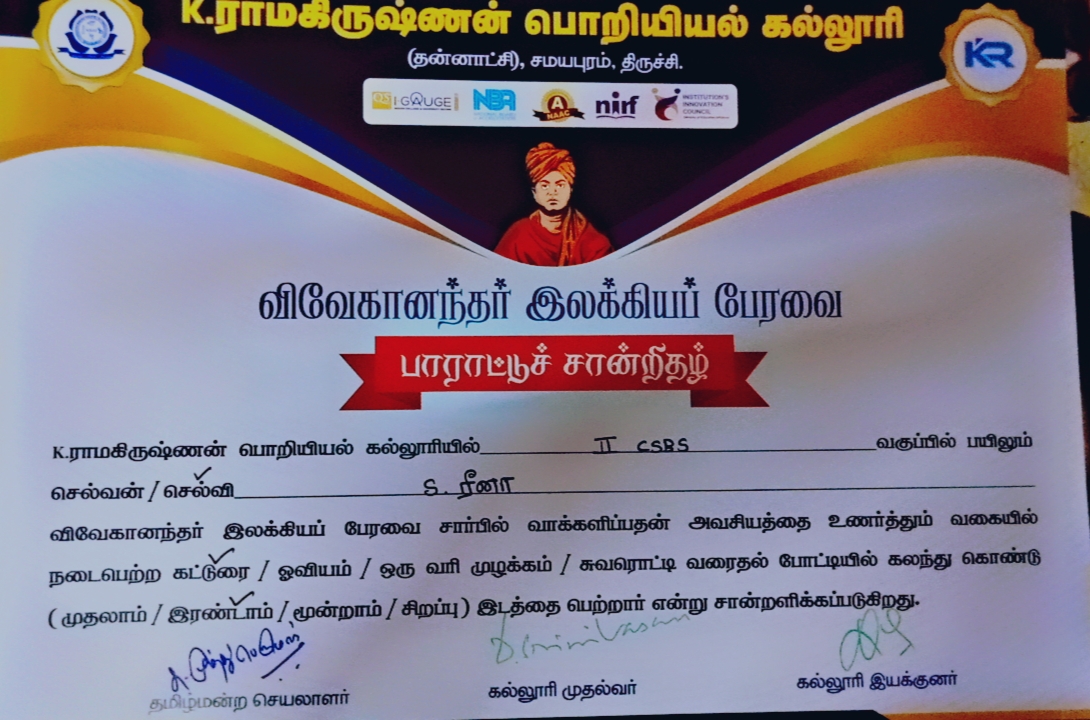 K.ராமகிருஷ்ணன் பொறியியல் கல்லூரி
(தன்னாட்சி), சமயபுரம், திருச்சி.
I GAUGE NBA A NAAC nirf INSTITUTION'S INNOVATION COUNCIL
KR
விவேகானந்தர் இலக்கியப் பேரவை
பாராட்டுச் சான்றிதழ்
K.ராமகிருஷ்ணன் பொறியியல் கல்லூரியில் II CSBS வகுப்பில் பயிலும்
செல்வன் / செல்வி S. ரீனா
விவேகானந்தர் இலக்கியப் பேரவை சார்பில் வாக்களிப்பதன் அவசியத்தை உணர்த்தும் வகையில்
நடைபெற்ற கட்டுரை / ஓவியம் / ஒரு வரி முழக்கம் / சுவரொட்டி வரைதல் போட்டியில் கலந்து கொண்டு
( முதலாம் / இரண்டாம் / மூன்றாம் / சிறப்பு ) இடத்தை பெற்றார் என்று சான்றளிக்கப்படுகிறது.
தமிழ்மன்ற செயலாளர் கல்லூரி முதல்வர் கல்லூரி இயக்குனர்